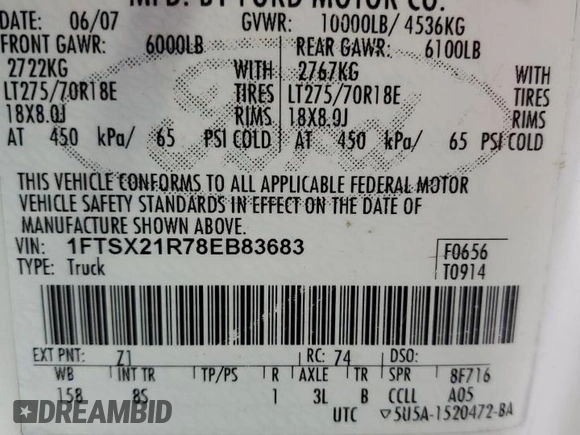 MFD. BY FORD MOTOR CO.
DATE 06/07 GVWR: 10000LB/ 4536KG
FRONT GAWR: 6000LB REAR GAWR: 6100LB
2722KG WITH 2767KG WITH
LT275/70R18E TIRES LT275/70R18E TIRES
18X8.0J RIMS 18X8.0J RIMS
AT 450 kPa/ 65 PSI COLD AT 450 kPa/ 65 PSI COLD
THIS VEHICLE CONFORMS TO ALL APPLICABLE FEDERAL MOTOR
VEHICLE SAFETY STANDARDS IN EFFECT ON THE DATE OF
MANUFACTURE SHOWN ABOVE.
VIN: 1FTSX21R78EB83683 F0656
TYPE: Truck T0914
EXT PNT: Z1 RC: 74 DSO:
WB INT TR TP/PS R AXLE TR SPR 8F716
158 8S 1 3L B CCLL A05
UTC ▽5U5A-1520472-BA
DREAMBID